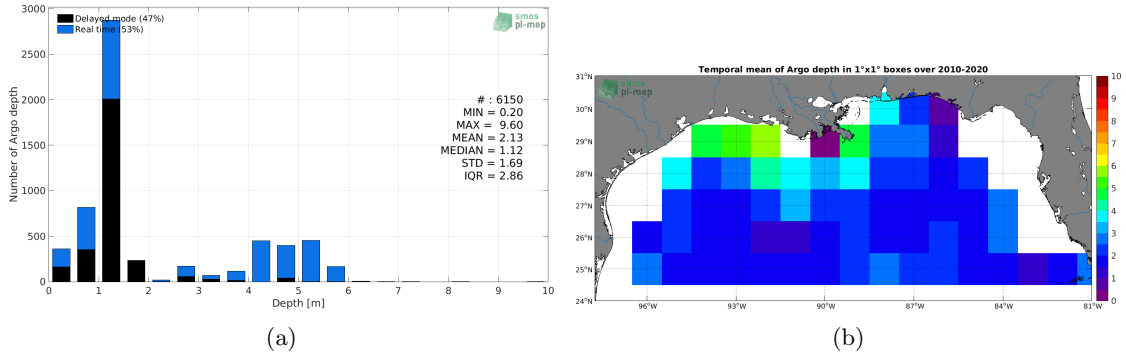 Delayed mode (47%)
Real time (53%)
smos
pi-mep
# : 6150
MIN = 0.20
MAX = 9.60
MEAN = 2.13
MEDIAN = 1.12
STD = 1.69
IQR = 2.86
Number of Argo depth
3000
2500
2000
1500
1000
500
0
0 1 2 3 4 5 6 7 8 9 10
Depth [m]
(a)
Temporal mean of Argo depth in 1°x1° boxes over 2010-2020
smos
pi-mep
31°N
30°N
29°N
28°N
27°N
26°N
25°N
24°N
96°W 93°W 90°W 87°W 84°W 81°W
10
9
8
7
6
5
4
3
2
1
0
(b)